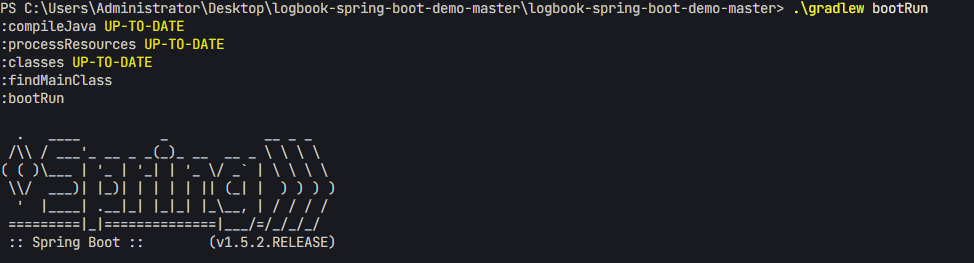 PS C:\Users\Administrator\Desktop\logbook-spring-boot-demo-master\logbook-spring-boot-demo-master> .\gradlew bootRun
:compileJava UP-TO-DATE
:processResources UP-TO-DATE
:classes UP-TO-DATE
:findMainClass
:bootRun
  .   ____          _            __ _ _
 /\\ / ___'_ __ _ _(_)_ __  __ _ \ \ \ \
( ( )\___ | '_ | '_| | '_ \/ _` | \ \ \ \
 \\/  ___)| |_)| | | | | || (_| |  ) ) ) )
  '  |____| .__|_| |_|_| |_\__, | / / / /
 =========|_|==============|___/=/_/_/_/
 :: Spring Boot ::        (v1.5.2.RELEASE)